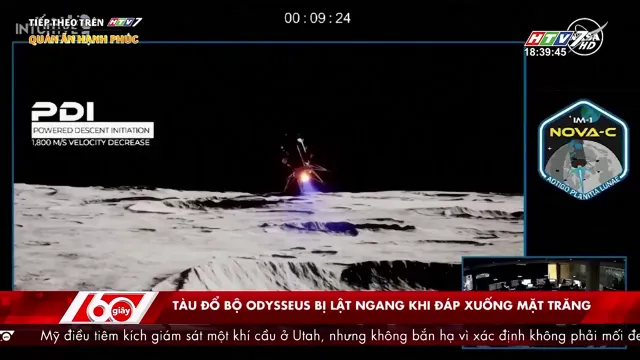 00:09:24
TIẾP THEO TRÊN HTV7
QUÁN ĂN HẠNH PHÚC
HTV7 HD
18:39:45
PDI
POWERED DESCENT INITIATION
1,800 M/S VELOCITY DECREASE
IM-1
NOVA-C
ADTIGO PLANITIA LUNAE
60 giây
TÀU ĐỔ BỘ ODYSSEUS BỊ LẬT NGANG KHI ĐÁP XUỐNG MẶT TRĂNG
Mỹ điều tiêm kích giám sát một khí cầu ở Utah, nhưng không bắn hạ vì xác định không phải mối đe